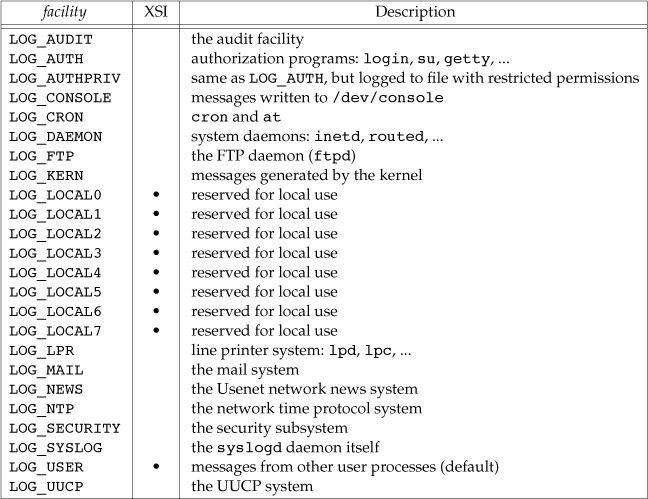 facility XSI Description
LOG_AUDIT the audit facility
LOG_AUTH authorization programs: login, su, getty, ...
LOG_AUTHPRIV same as LOG_AUTH, but logged to file with restricted permissions
LOG_CONSOLE messages written to /dev/console
LOG_CRON cron and at
LOG_DAEMON system daemons: inetd, routed, ...
LOG_FTP the FTP daemon (ftpd)
LOG_KERN messages generated by the kernel
LOG_LOCAL0 • reserved for local use
LOG_LOCAL1 • reserved for local use
LOG_LOCAL2 • reserved for local use
LOG_LOCAL3 • reserved for local use
LOG_LOCAL4 • reserved for local use
LOG_LOCAL5 • reserved for local use
LOG_LOCAL6 • reserved for local use
LOG_LOCAL7 • reserved for local use
LOG_LPR line printer system: lpd, lpc, ...
LOG_MAIL the mail system
LOG_NEWS the Usenet network news system
LOG_NTP the network time protocol system
LOG_SECURITY the security subsystem
LOG_SYSLOG the syslogd daemon itself
LOG_USER • messages from other user processes (default)
LOG_UUCP the UUCP system